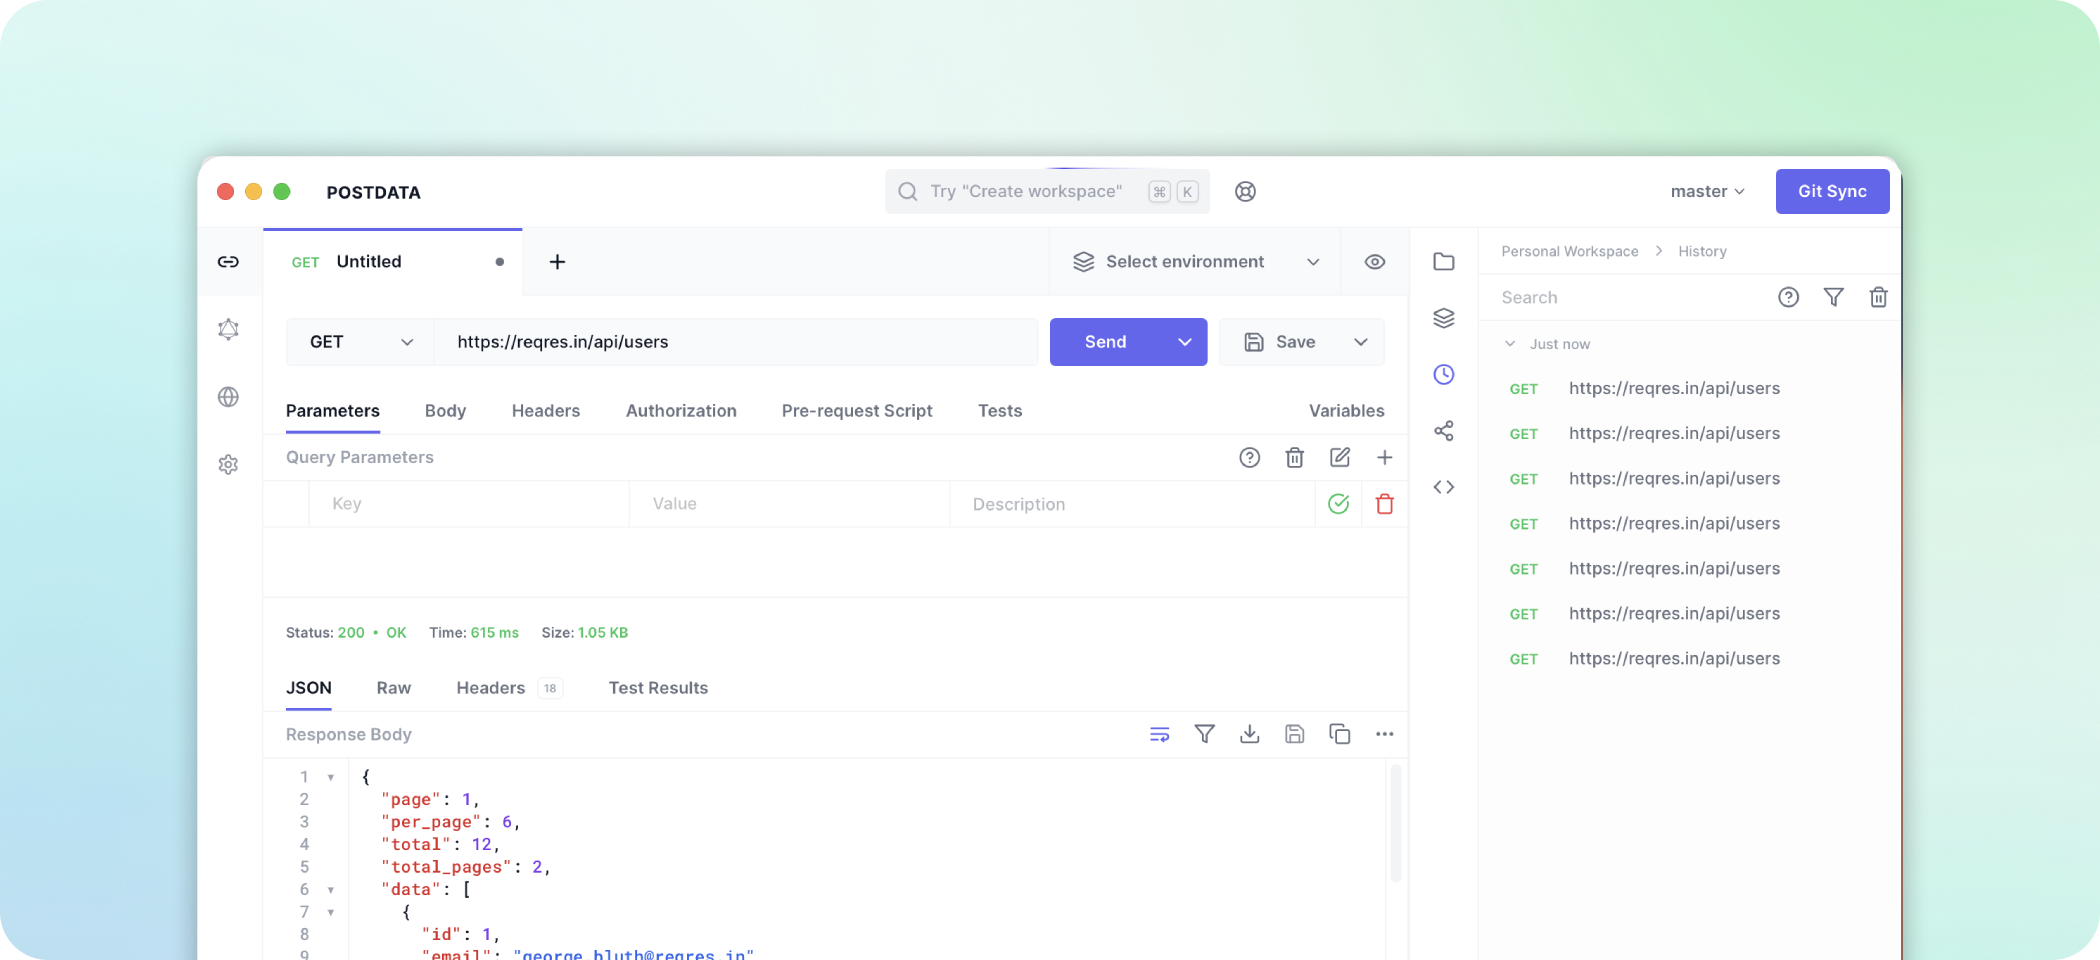 POSTDATA
Try "Create workspace" ⌘ K
master
Git Sync
GET Untitled
Select environment
GET https://reqres.in/api/users
Send
Save
Parameters Body Headers Authorization Pre-request Script Tests Variables
Query Parameters
Key Value Description
Status: 200 • OK Time: 615 ms Size: 1.05 KB
JSON Raw Headers 18 Test Results
Response Body
1 {
2 "page": 1,
3 "per_page": 6,
4 "total": 12,
5 "total_pages": 2,
6 "data": [
7 {
8 "id": 1,
9 "email": "george.bluth@reqres.in"
Personal Workspace > History
Search
Just now
GET https://reqres.in/api/users
GET https://reqres.in/api/users
GET https://reqres.in/api/users
GET https://reqres.in/api/users
GET https://reqres.in/api/users
GET https://reqres.in/api/users
GET https://reqres.in/api/users